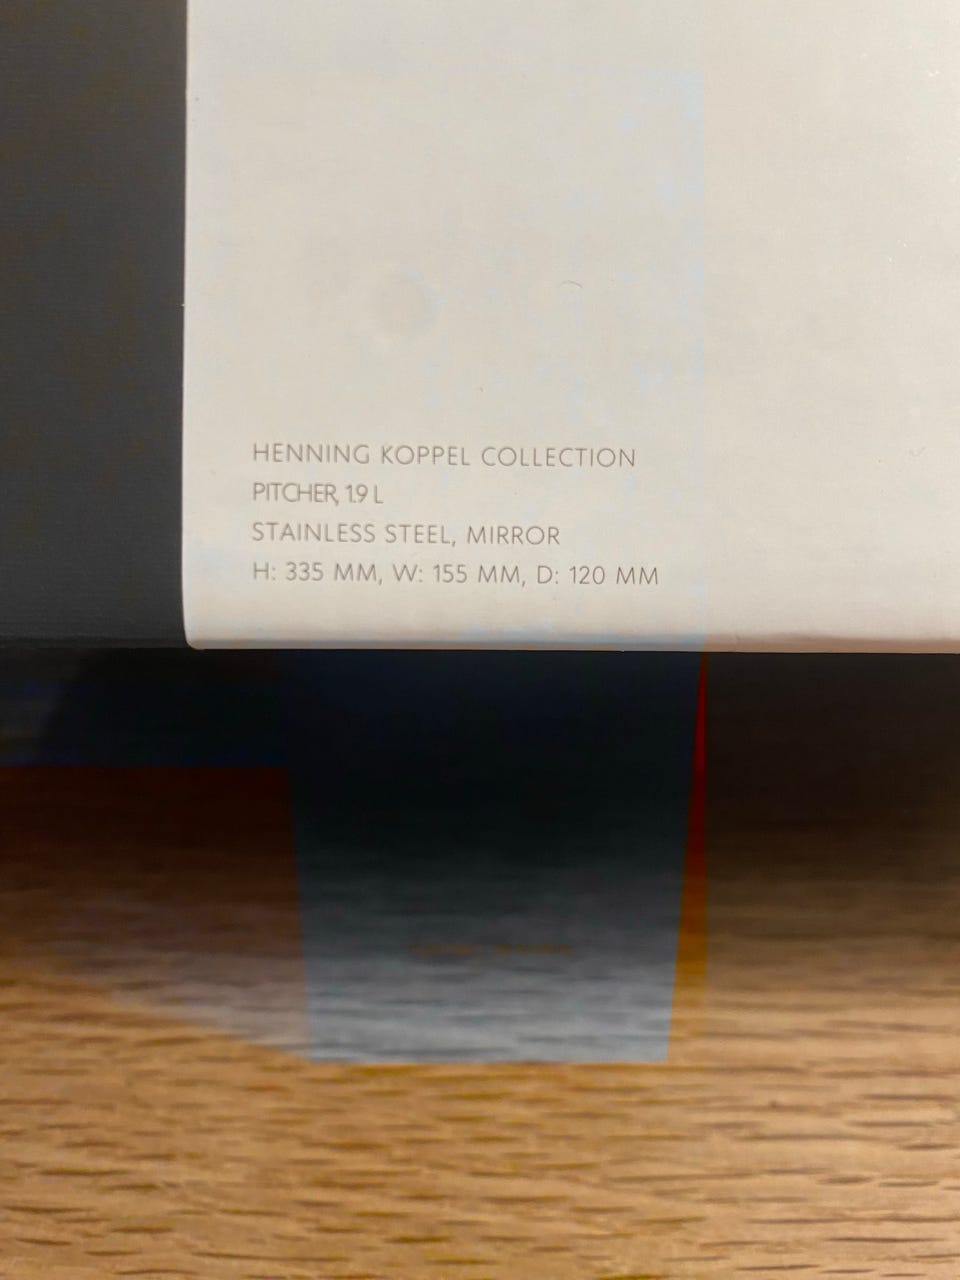 HENNING KOPPEL COLLECTION
PITCHER, 1.9 L
STAINLESS STEEL, MIRROR
H: 335 MM, W: 155 MM, D: 120 MM